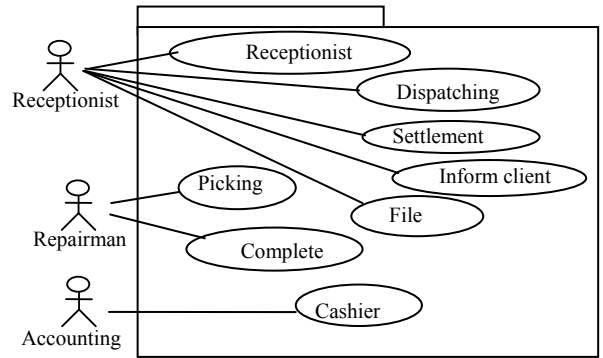 Receptionist
Dispatching
Receptionist
Settlement
Inform client
Picking
File
Repairman
Complete
Cashier
Accounting